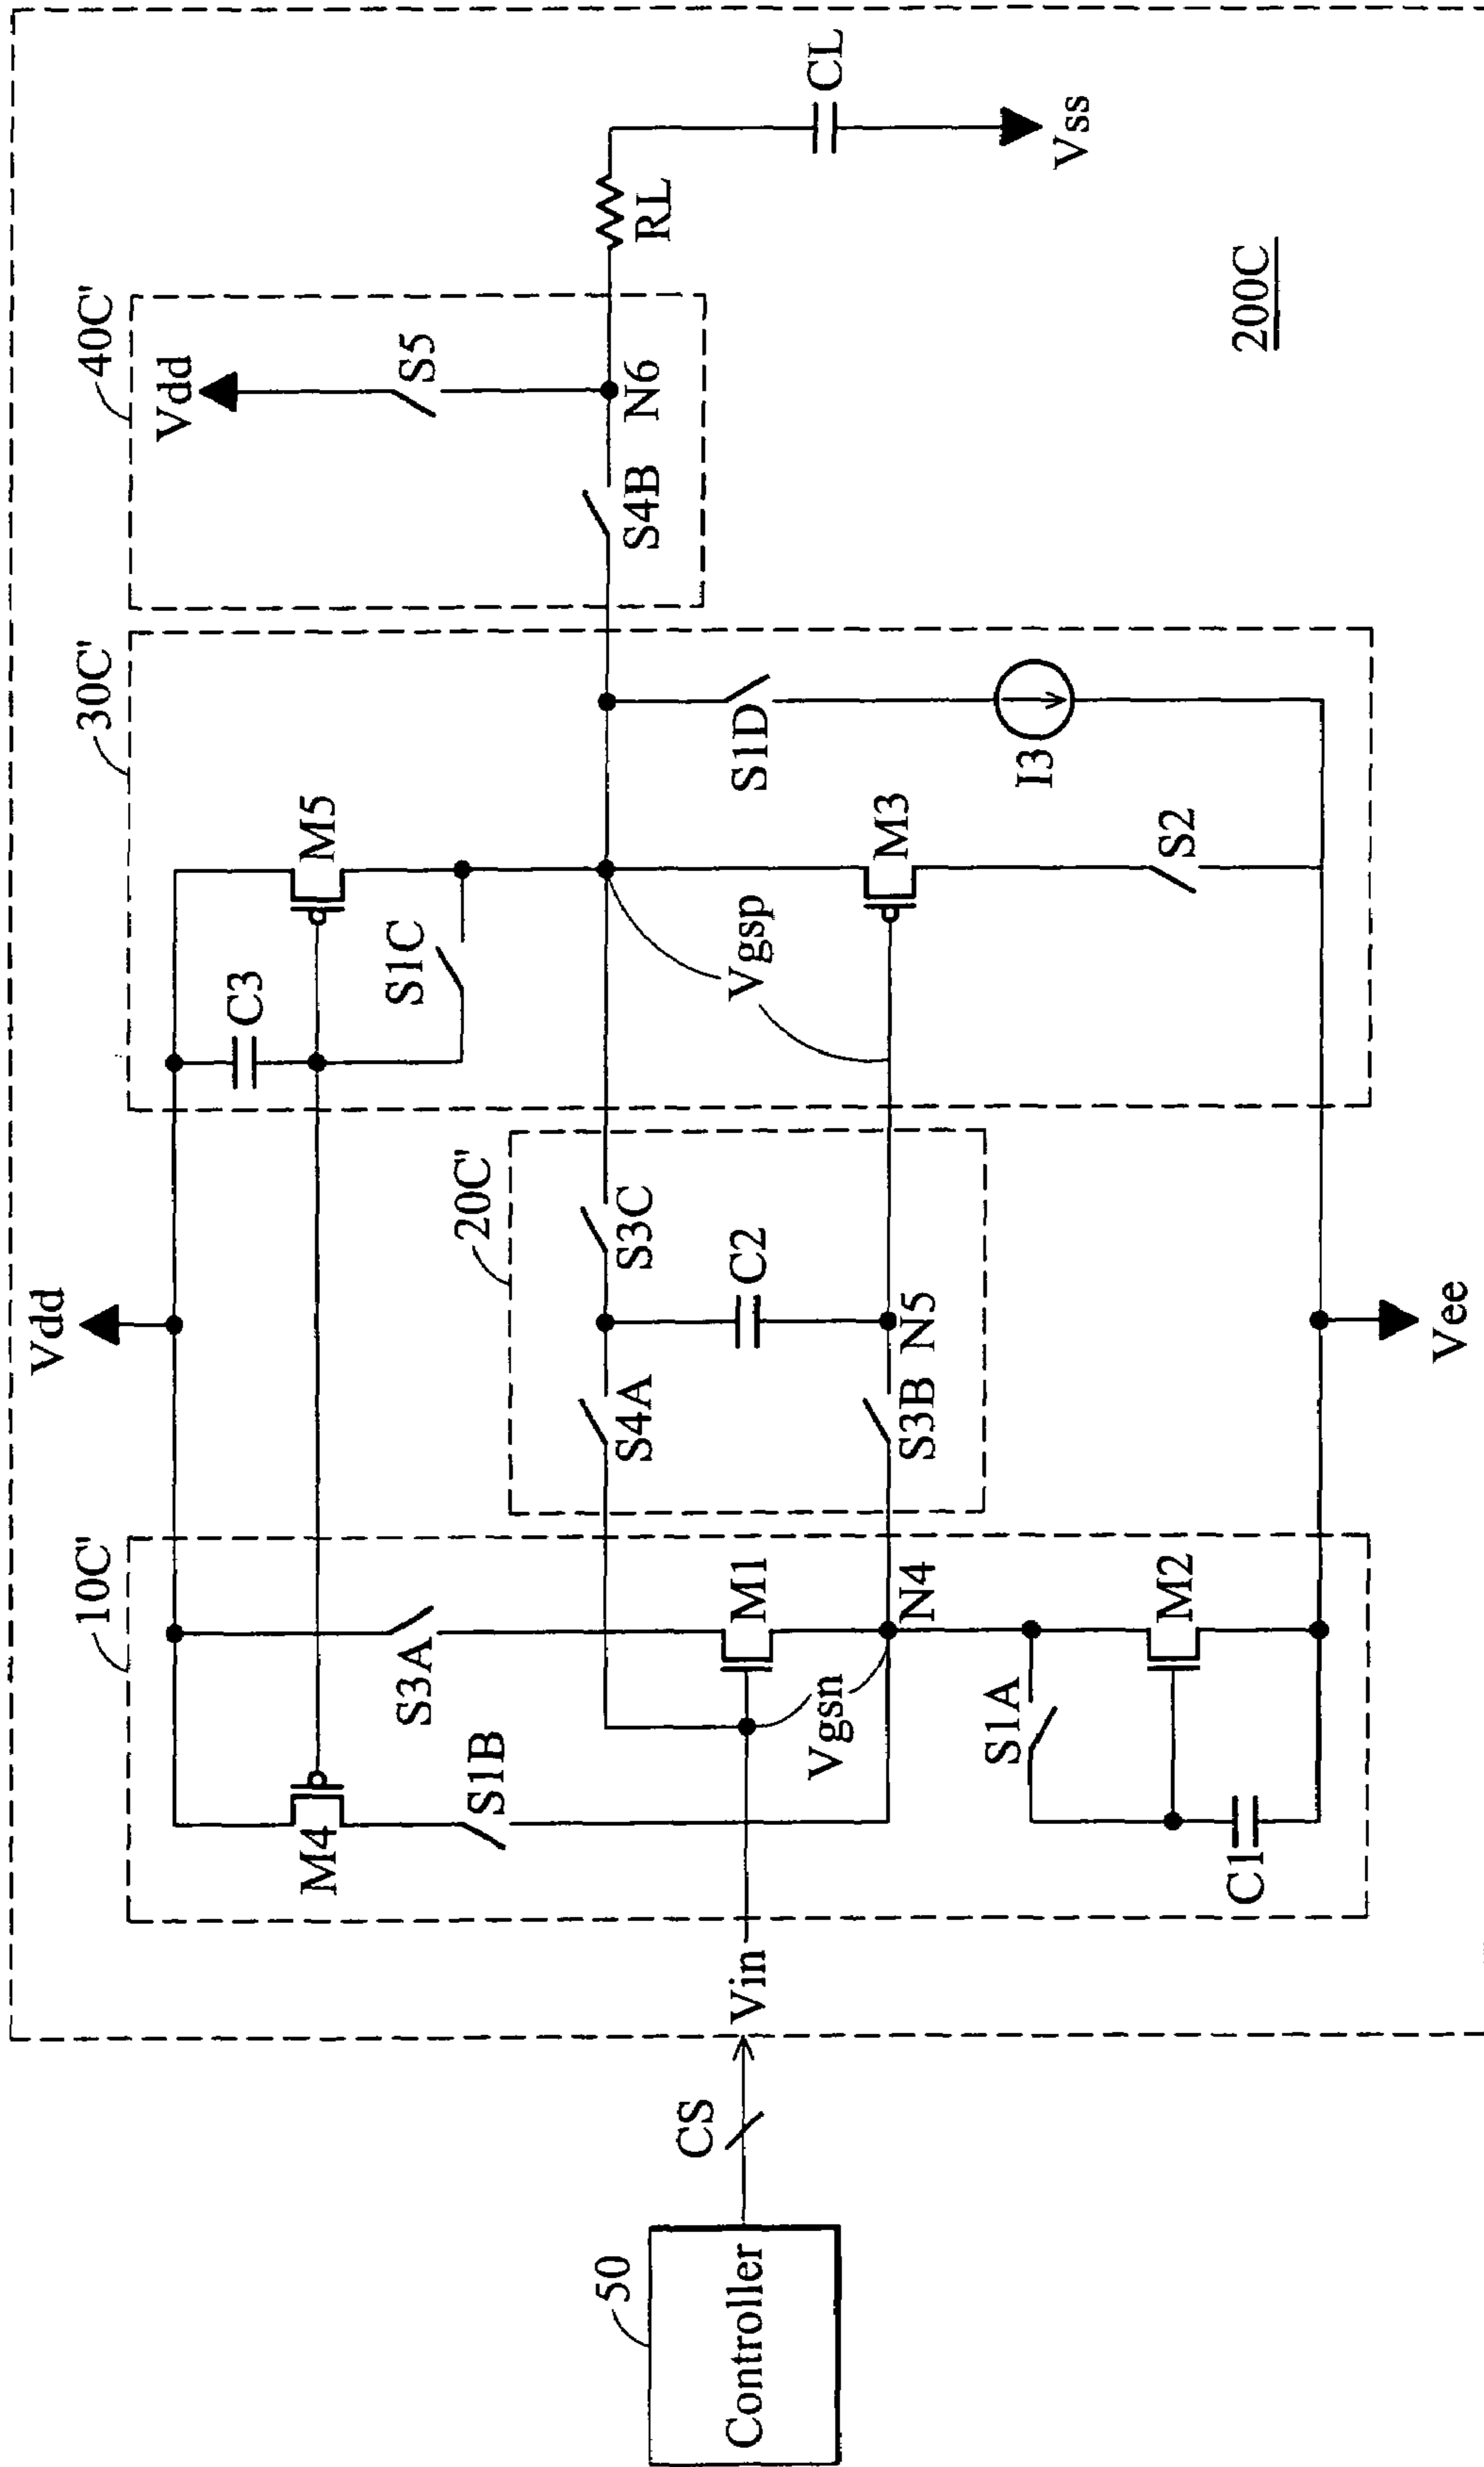 Vdd
10C'
20C'
30C'
40C'
Vdd
M4
S1B
S3A
C3
S1C
M5
S5
S4A
S3C
S4B
N6
RL
50
Controller
CS
Vin
M1
Vgsn
C2
Vgsp
S1D
CL
N4
S3B
N5
M3
I3
Vss
S1A
M2
C1
S2
Vee
200C